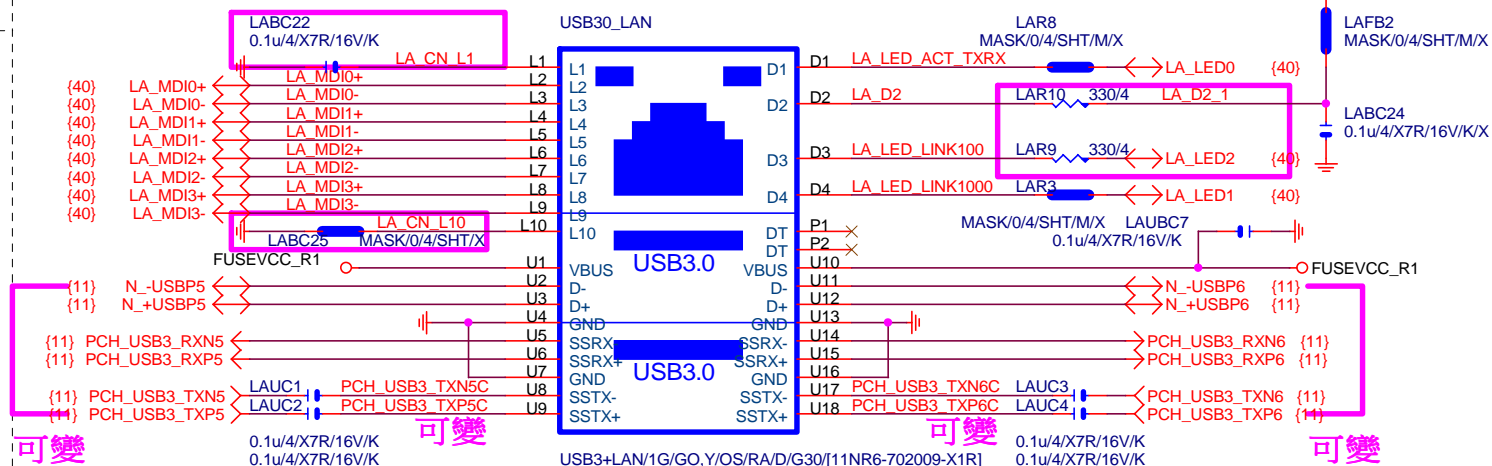 LABC22
0.1u/4/X7R/16V/K
USB30_LAN
LAR8
MASK/0/4/SHT/M/X
LAFB2
MASK/0/4/SHT/M/X
LA_CN_L1 L1 L1 D1 D1 LA_LED_ACT_TXRX LA_LED0 {40}
{40} LA_MDI0+ LA_MDI0+ L2 L2
{40} LA_MDI0- LA_MDI0- L3 L3 D2 D2 LA_D2 LAR10 330/4 LA_D2_1
{40} LA_MDI1+ LA_MDI1+ L4 L4
LABC24
0.1u/4/X7R/16V/K/X
{40} LA_MDI1- LA_MDI1- L5 L5
{40} LA_MDI2+ LA_MDI2+ L6 L6 D3 D3 LA_LED_LINK100 LAR9 330/4 LA_LED2 {40}
{40} LA_MDI2- LA_MDI2- L7 L7
{40} LA_MDI3+ LA_MDI3+ L8 L8 D4 D4 LA_LED_LINK1000 LAR3 LA_LED1 {40}
{40} LA_MDI3- LA_MDI3- L9 L9
MASK/0/4/SHT/M/X
LA_CN_L10 L10 L10 DT P1
LABC25 MASK/0/4/SHT/X
DT P2
LAUBC7
0.1u/4/X7R/16V/K
USB3.0
FUSEVCC_R1 U1 VBUS VBUS U10 FUSEVCC_R1
{11} N_-USBP5 U2 D- D- U11 N_-USBP6 {11}
{11} N_+USBP5 U3 D+ D+ U12 N_+USBP6 {11}
U4 GND GND U13
{11} PCH_USB3_RXN5 U5 SSRX- SSRX- U14 PCH_USB3_RXN6 {11}
{11} PCH_USB3_RXP5 U6 SSRX+ SSRX+ U15 PCH_USB3_RXP6 {11}
USB3.0
U7 GND GND U16
{11} PCH_USB3_TXN5 LAUC1 PCH_USB3_TXN5C U8 SSTX- SSTX- U17 PCH_USB3_TXN6C LAUC3 PCH_USB3_TXN6 {11}
{11} PCH_USB3_TXP5 LAUC2 PCH_USB3_TXP5C U9 SSTX+ SSTX+ U18 PCH_USB3_TXP6C LAUC4 PCH_USB3_TXP6 {11}
可變 可變 可變 可變
0.1u/4/X7R/16V/K
0.1u/4/X7R/16V/K
0.1u/4/X7R/16V/K
0.1u/4/X7R/16V/K
USB3+LAN/1G/GO,Y/OS/RA/D/G30/[11NR6-702009-X1R]